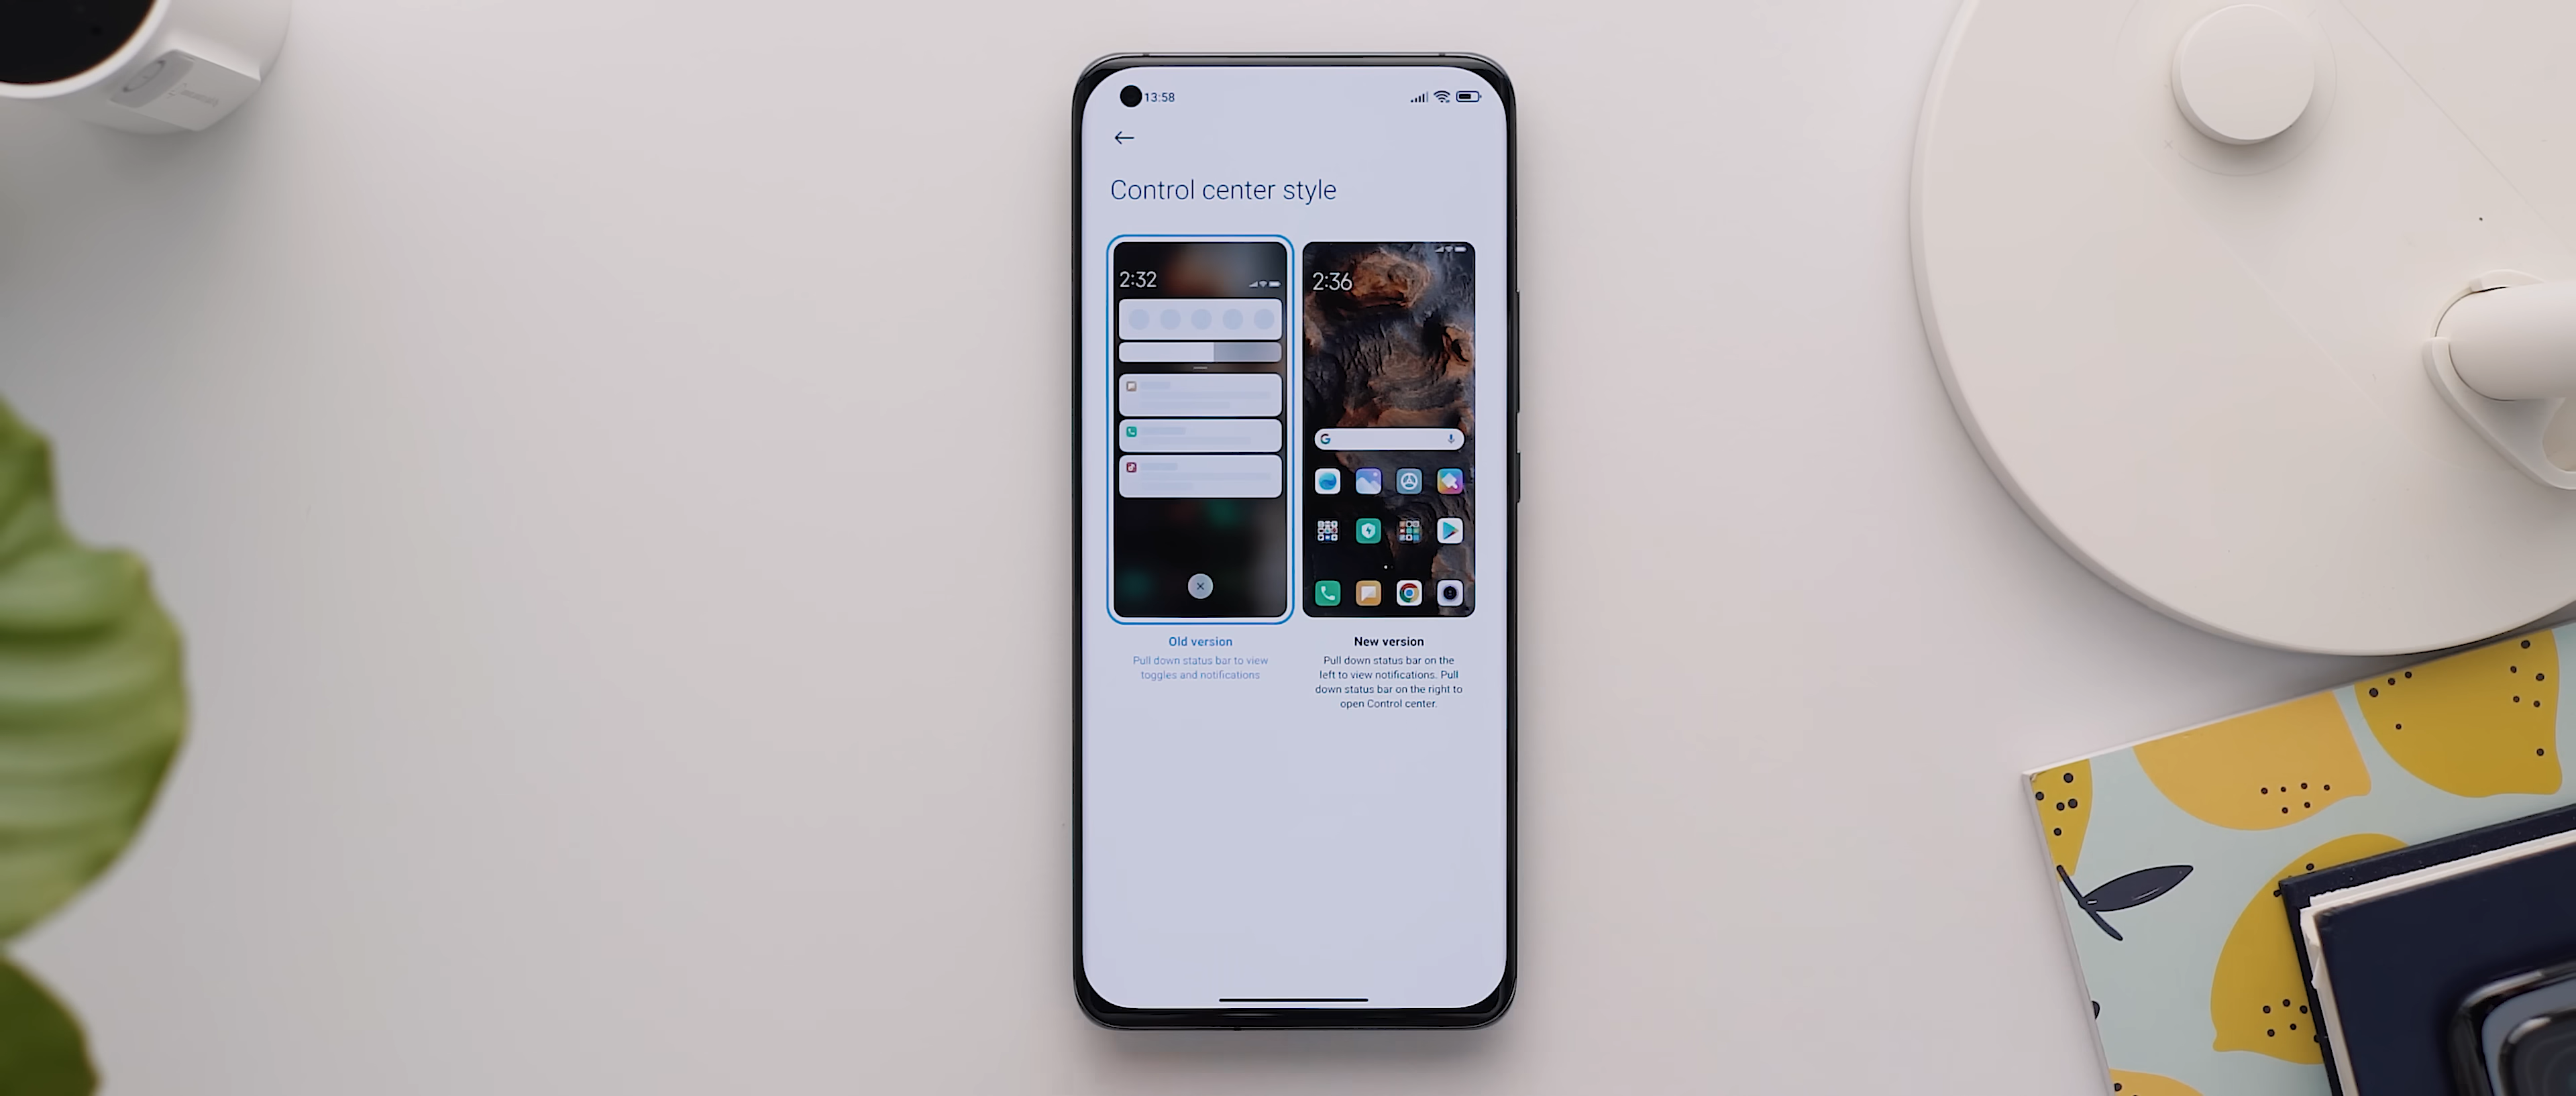 13:58
Control center style
2:32
2:36
Old version
Pull down status bar to view
toggles and notifications
New version
Pull down status bar on the
left to view notifications. Pull
down status bar on the right to
open Control center.